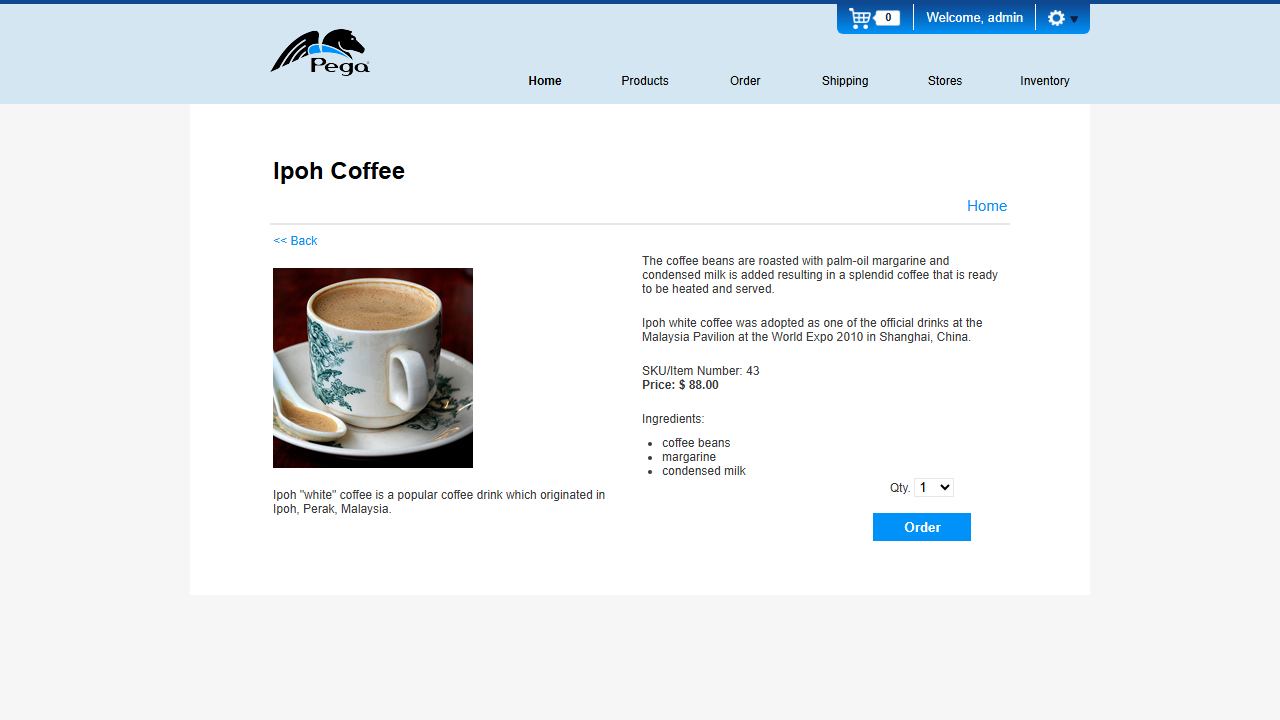 0
Welcome, admin
Pega
Home
Products
Order
Shipping
Stores
Inventory
Ipoh Coffee
Home
<< Back
The coffee beans are roasted with palm-oil margarine and
condensed milk is added resulting in a splendid coffee that is ready
to be heated and served.
Ipoh white coffee was adopted as one of the official drinks at the
Malaysia Pavilion at the World Expo 2010 in Shanghai, China.
SKU/Item Number: 43
Price: $ 88.00
Ingredients:
• coffee beans
• margarine
• condensed milk
Ipoh "white" coffee is a popular coffee drink which originated in
Ipoh, Perak, Malaysia.
Qty. 1
Order